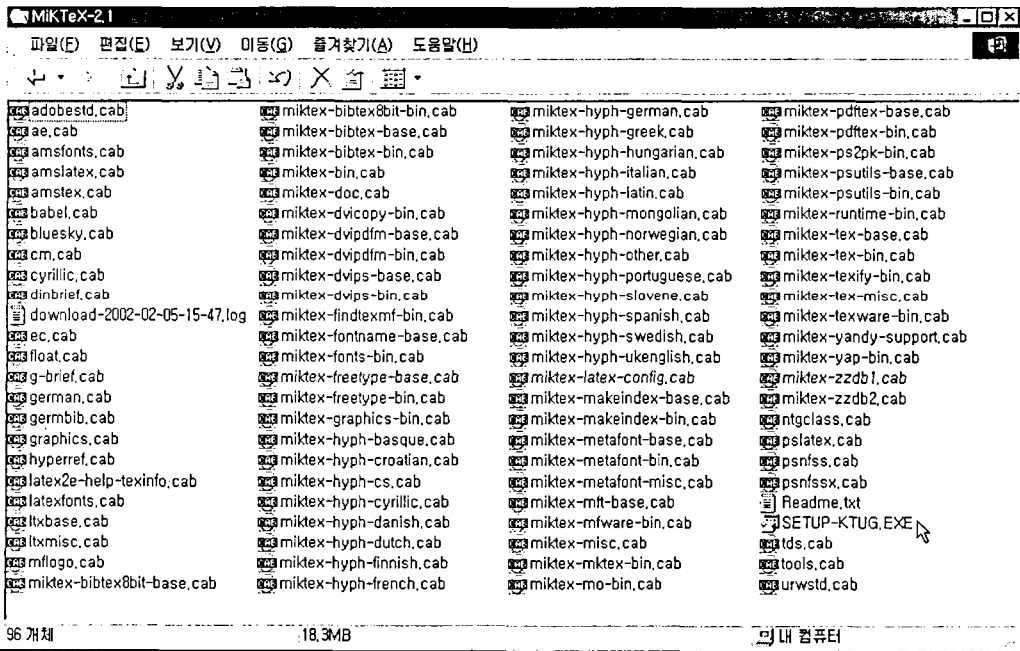 MiKTeX-2.1
파일(F) 편집(E) 보기(V) 이동(G) 즐겨찾기(A) 도움말(H)
adobestd.cab
ae.cab
amsfonts.cab
amslatex.cab
amstex.cab
babel.cab
bluesky.cab
cm.cab
cyrillic.cab
dinbrief.cab
download-2002-02-05-15-47.log
ec.cab
float.cab
g-brief.cab
german.cab
germbib.cab
graphics.cab
hyperref.cab
latex2e-help-texinfo.cab
latexfonts.cab
ltxbase.cab
ltxmisc.cab
mflogo.cab
miktex-bibtex8bit-base.cab
miktex-bibtex8bit-bin.cab
miktex-bibtex-base.cab
miktex-bibtex-bin.cab
miktex-bin.cab
miktex-doc.cab
miktex-dvicopy-bin.cab
miktex-dvipdfm-base.cab
miktex-dvipdfm-bin.cab
miktex-dvips-base.cab
miktex-dvips-bin.cab
miktex-findtexmf-bin.cab
miktex-fontname-base.cab
miktex-fonts-bin.cab
miktex-freetype-base.cab
miktex-freetype-bin.cab
miktex-graphics-bin.cab
miktex-hyph-basque.cab
miktex-hyph-croatian.cab
miktex-hyph-cs.cab
miktex-hyph-cyrillic.cab
miktex-hyph-danish.cab
miktex-hyph-dutch.cab
miktex-hyph-finnish.cab
miktex-hyph-french.cab
miktex-hyph-german.cab
miktex-hyph-greek.cab
miktex-hyph-hungarian.cab
miktex-hyph-italian.cab
miktex-hyph-latin.cab
miktex-hyph-mongolian.cab
miktex-hyph-norwegian.cab
miktex-hyph-other.cab
miktex-hyph-portuguese.cab
miktex-hyph-slovene.cab
miktex-hyph-spanish.cab
miktex-hyph-swedish.cab
miktex-hyph-ukenglish.cab
miktex-latex-config.cab
miktex-makeindex-base.cab
miktex-makeindex-bin.cab
miktex-metafont-base.cab
miktex-metafont-bin.cab
miktex-metafont-misc.cab
miktex-mft-base.cab
miktex-mfware-bin.cab
miktex-misc.cab
miktex-mktex-bin.cab
miktex-mo-bin.cab
miktex-pdftex-base.cab
miktex-pdftex-bin.cab
miktex-ps2pk-bin.cab
miktex-psutils-base.cab
miktex-psutils-bin.cab
miktex-runtime-bin.cab
miktex-tex-base.cab
miktex-tex-bin.cab
miktex-texify-bin.cab
miktex-tex-misc.cab
miktex-texware-bin.cab
miktex-yandy-support.cab
miktex-yap-bin.cab
miktex-zzdb1.cab
miktex-zzdb2.cab
ntgclass.cab
pslatex.cab
psnfss.cab
psnfssx.cab
Readme.txt
SETUP-KTUG.EXE
tds.cab
tools.cab
urwstd.cab
96 개체 18.3MB 내 컴퓨터